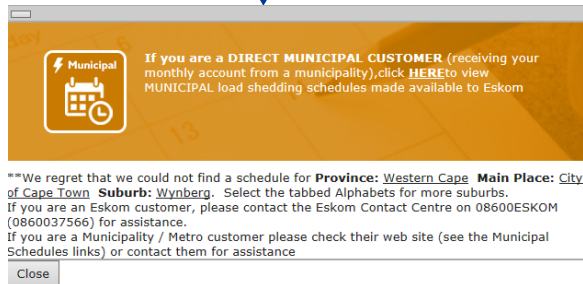 day
6
13
Municipal
If you are a DIRECT MUNICIPAL CUSTOMER (receiving your
monthly account from a municipality),click HEREto view
MUNICIPAL load shedding schedules made available to Eskom
**We regret that we could not find a schedule for Province: Western Cape Main Place: City
of Cape Town Suburb: Wynberg. Select the tabbed Alphabets for more suburbs.
If you are an Eskom customer, please contact the Eskom Contact Centre on 08600ESKOM
(0860037566) for assistance.
If you are a Municipality / Metro customer please check their web site (see the Municipal
Schedules links) or contact them for assistance
Close